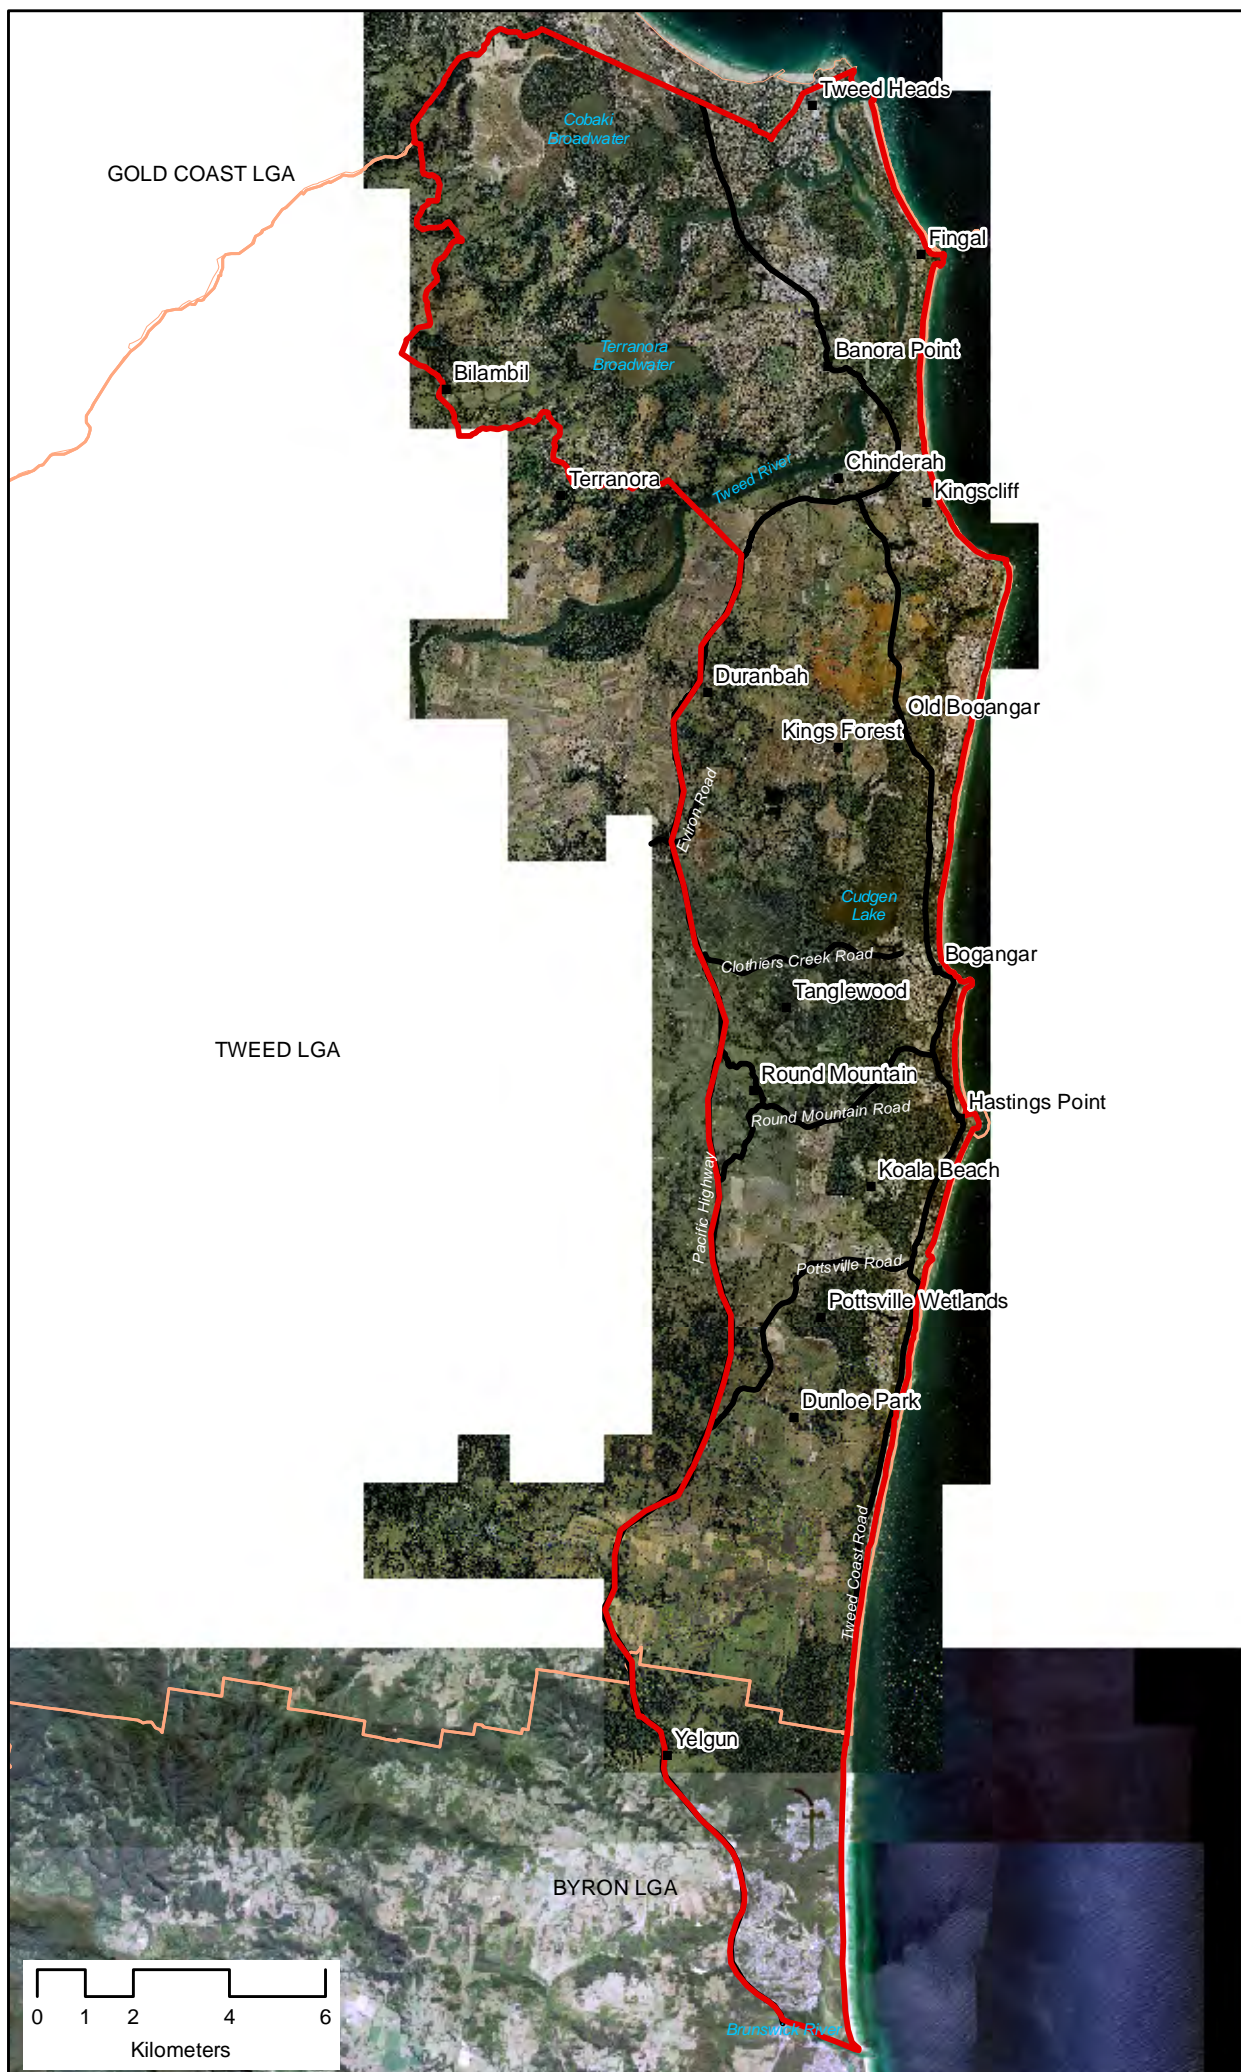 Tweed Heads
Cobaki
Broadwater
GOLD COAST LGA
Fingal
Terranora
Broadwater
Banora Point
Bilambil
Chinderah
Tweed River
Terranora
Kingscliff
Duranbah
Old Bogangar
Kings Forest
Eviron Road
Cudgen
Lake
Bogangar
Clothiers Creek Road
Tanglewood
TWEED LGA
Round Mountain
Hastings Point
Round Mountain Road
Koala Beach
Pacific Highway
Pottsville Road
Pottsville Wetlands
Dunloe Park
Tweed Coast Road
Yelgun
BYRON LGA
0 1 2 4 6
Kilometers
Brunswick River